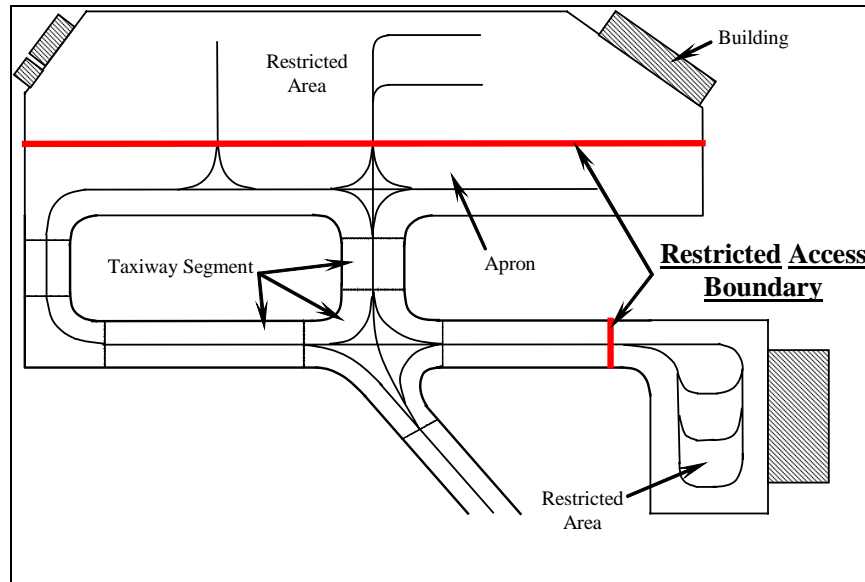 Building
Restricted
Area
Taxiway Segment
Apron
Restricted Access
Boundary
Restricted
Area